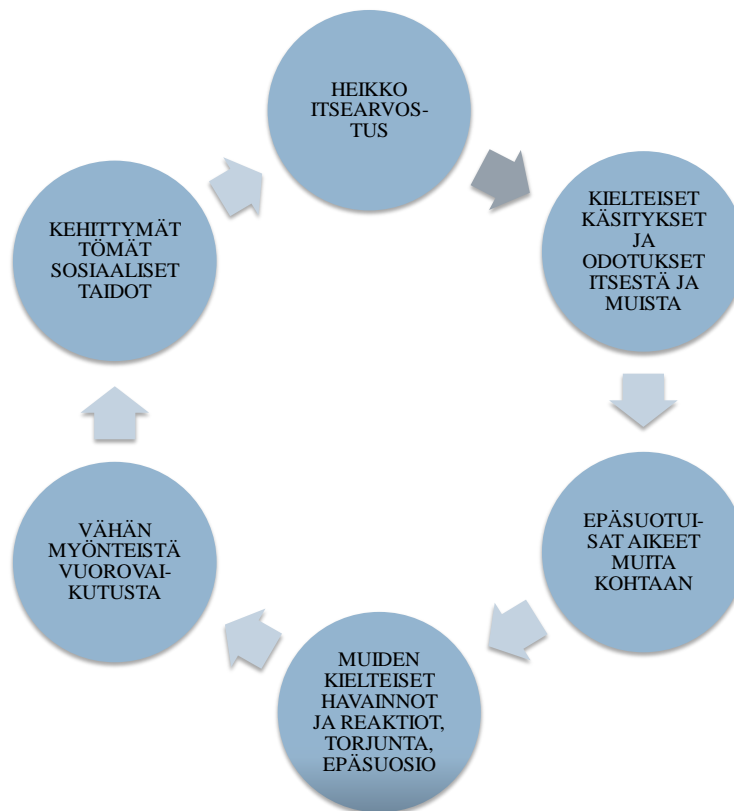 HEIKKO
ITSEARVOS-
TUS
KIELTEISET
KÄSITYKSET
JA
ODOTUKSET
ITSESTÄ JA
MUISTA
EPÄSUOTUI-
SAT AIKEET
MUITA
KOHTAAN
MUIDEN
KIELTEISET
HAVAINNOT
JA REAKTIOT,
TORJUNTA,
EPÄSUOSIO
VÄHÄN
MYÖNTEISTÄ
VUOROVAI-
KUTUSTA
KEHITTYMÄT
TÖMÄT
SOSIAALISET
TAIDOT